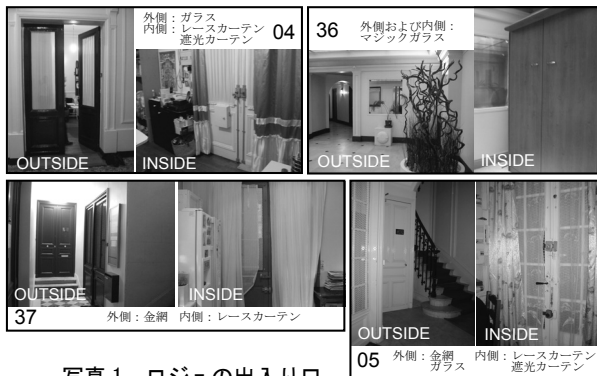 外側：ガラス
内側：レースカーテン
遮光カーテン
04
OUTSIDE
INSIDE
36
外側および内側：
マジックガラス
OUTSIDE
INSIDE
OUTSIDE
INSIDE
37 外側：金網 内側：レースカーテン
OUTSIDE
INSIDE
05 外側：金網 内側：レースカーテン
ガラス 遮光カーテン
写真1 ロジュの出入り口